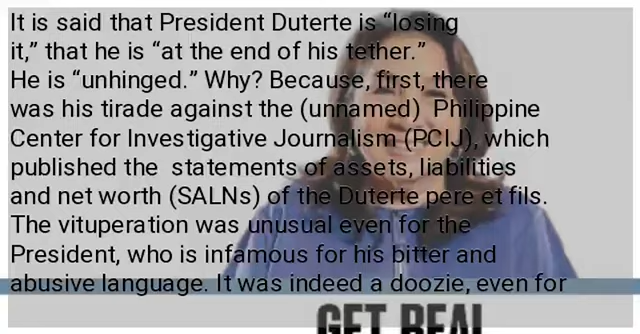 It is said that President Duterte is “losing
it,” that he is “at the end of his tether.”
He is “unhinged.” Why? Because, first, there
was his tirade against the (unnamed) Philippine
Center for Investigative Journalism (PCIJ), which
published the statements of assets, liabilities
and net worth (SALNs) of the Duterte pere et fils.
The vituperation was unusual even for the
President, who is infamous for his bitter and
abusive language. It was indeed a doozie, even for
GET REAL